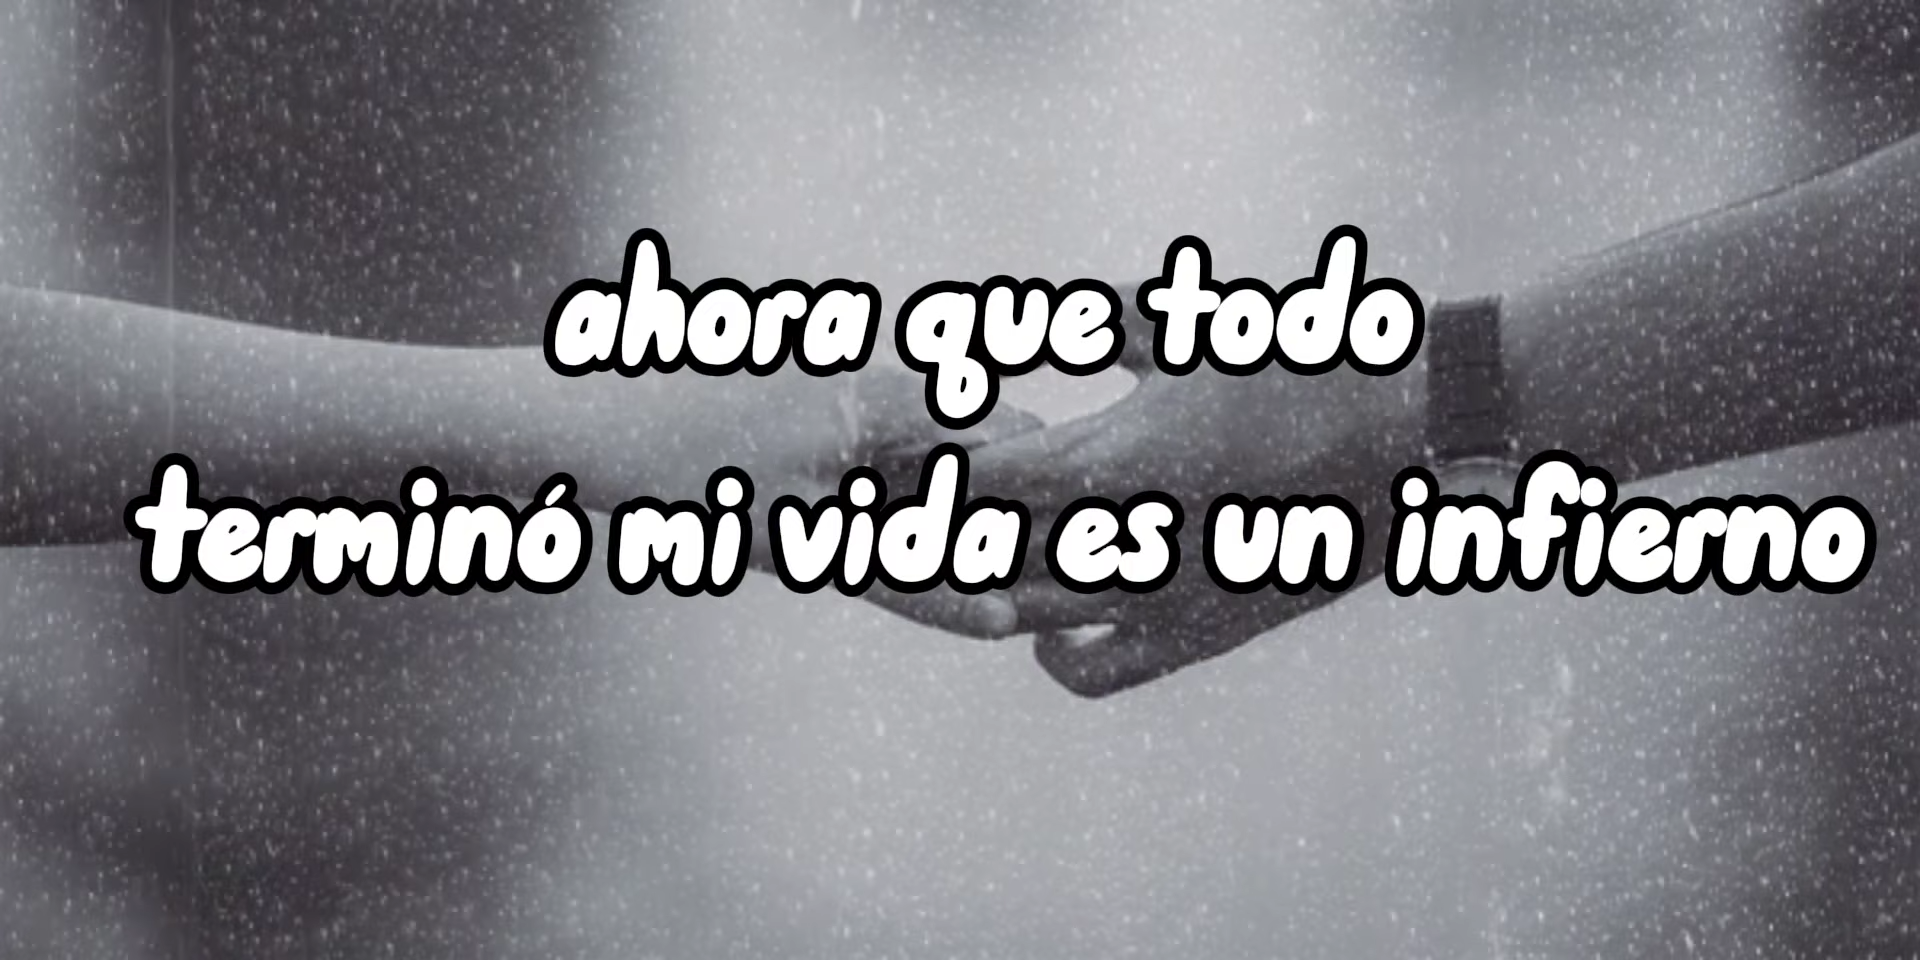 ahora que todo
terminó mi vida es un infierno